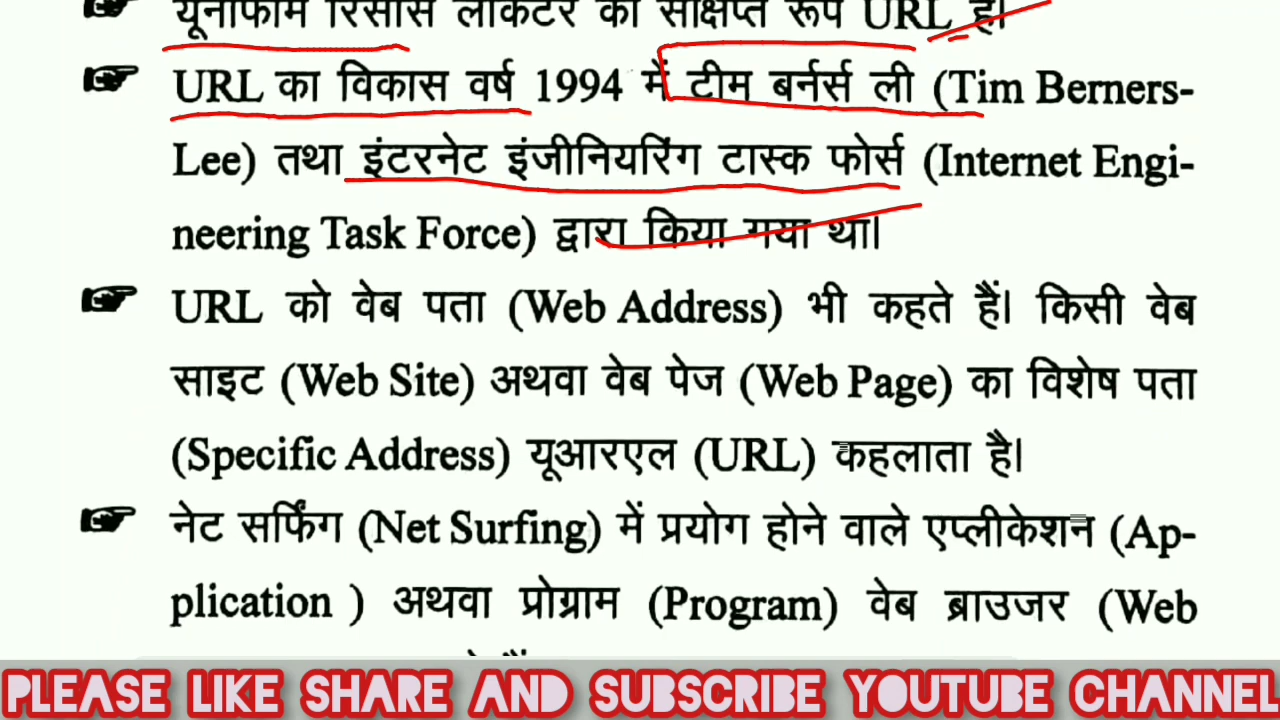 यूनीफॉर्म रिसोर्स लोकेटर का संक्षिप्त रूप URL है।
URL का विकास वर्ष 1994 में टीम बर्नर्स ली (Tim Berners-
Lee) तथा इंटरनेट इंजीनियरिंग टास्क फोर्स (Internet Engi-
neering Task Force) द्वारा किया गया था।
URL को वेब पता (Web Address) भी कहते हैं। किसी वेब
साइट (Web Site) अथवा वेब पेज (Web Page) का विशेष पता
(Specific Address) यूआरएल (URL) कहलाता है।
नेट सर्फिंग (Net Surfing) में प्रयोग होने वाले एप्लीकेशन (Ap-
plication ) अथवा प्रोग्राम (Program) वेब ब्राउजर (Web
PLEASE LIKE SHARE AND SUBSCRIBE YOUTUBE CHANNEL